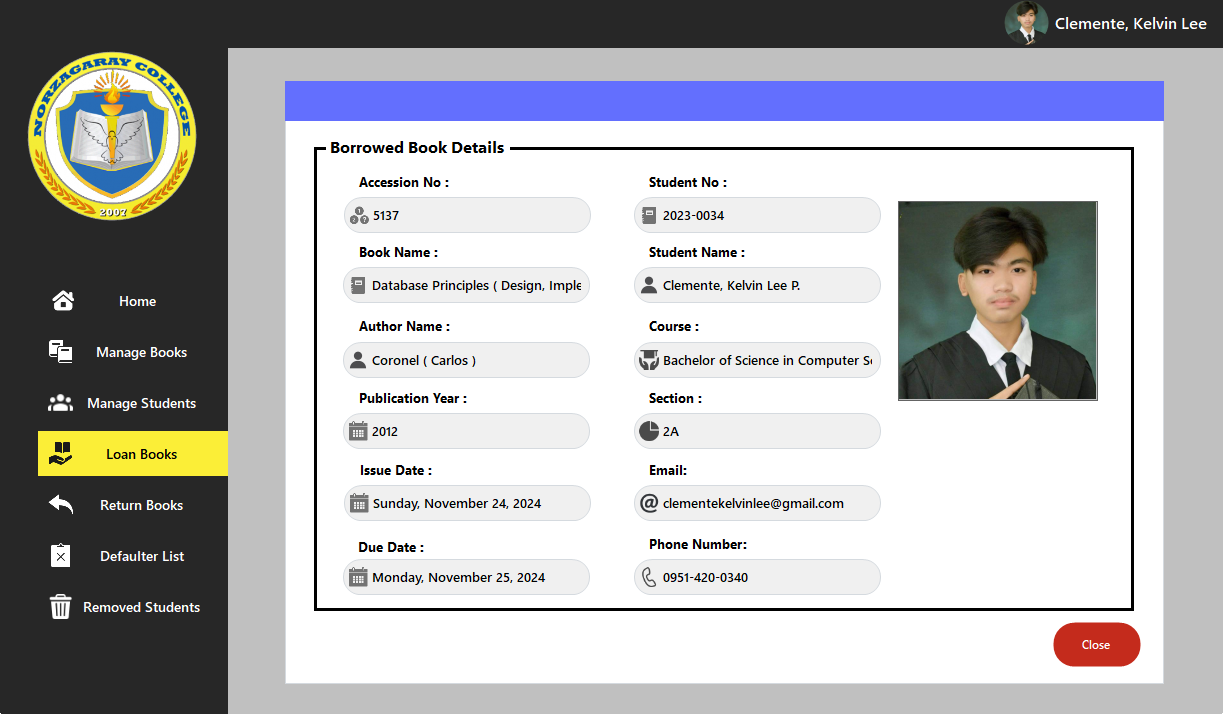 Clemente, Kelvin Lee
NORZAGARAY COLLEGE
2007
Home
Manage Books
Manage Students
Loan Books
Return Books
Defaulter List
Removed Students
Borrowed Book Details
Accession No :
5137
Book Name :
Database Principles ( Design, Imple
Author Name :
Coronel ( Carlos )
Publication Year :
2012
Issue Date :
Sunday, November 24, 2024
Due Date :
Monday, November 25, 2024
Student No :
2023-0034
Student Name :
Clemente, Kelvin Lee P.
Course :
Bachelor of Science in Computer Sc
Section :
2A
Email:
@ clementekelvinlee@gmail.com
Phone Number:
0951-420-0340
Close